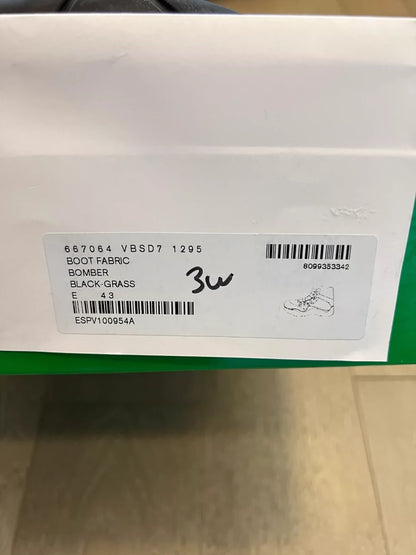 667064 VBSD7 1295
BOOT FABRIC
BOMBER
BLACK-GRASS
E 43
ESPV100954A
8099353342
3w